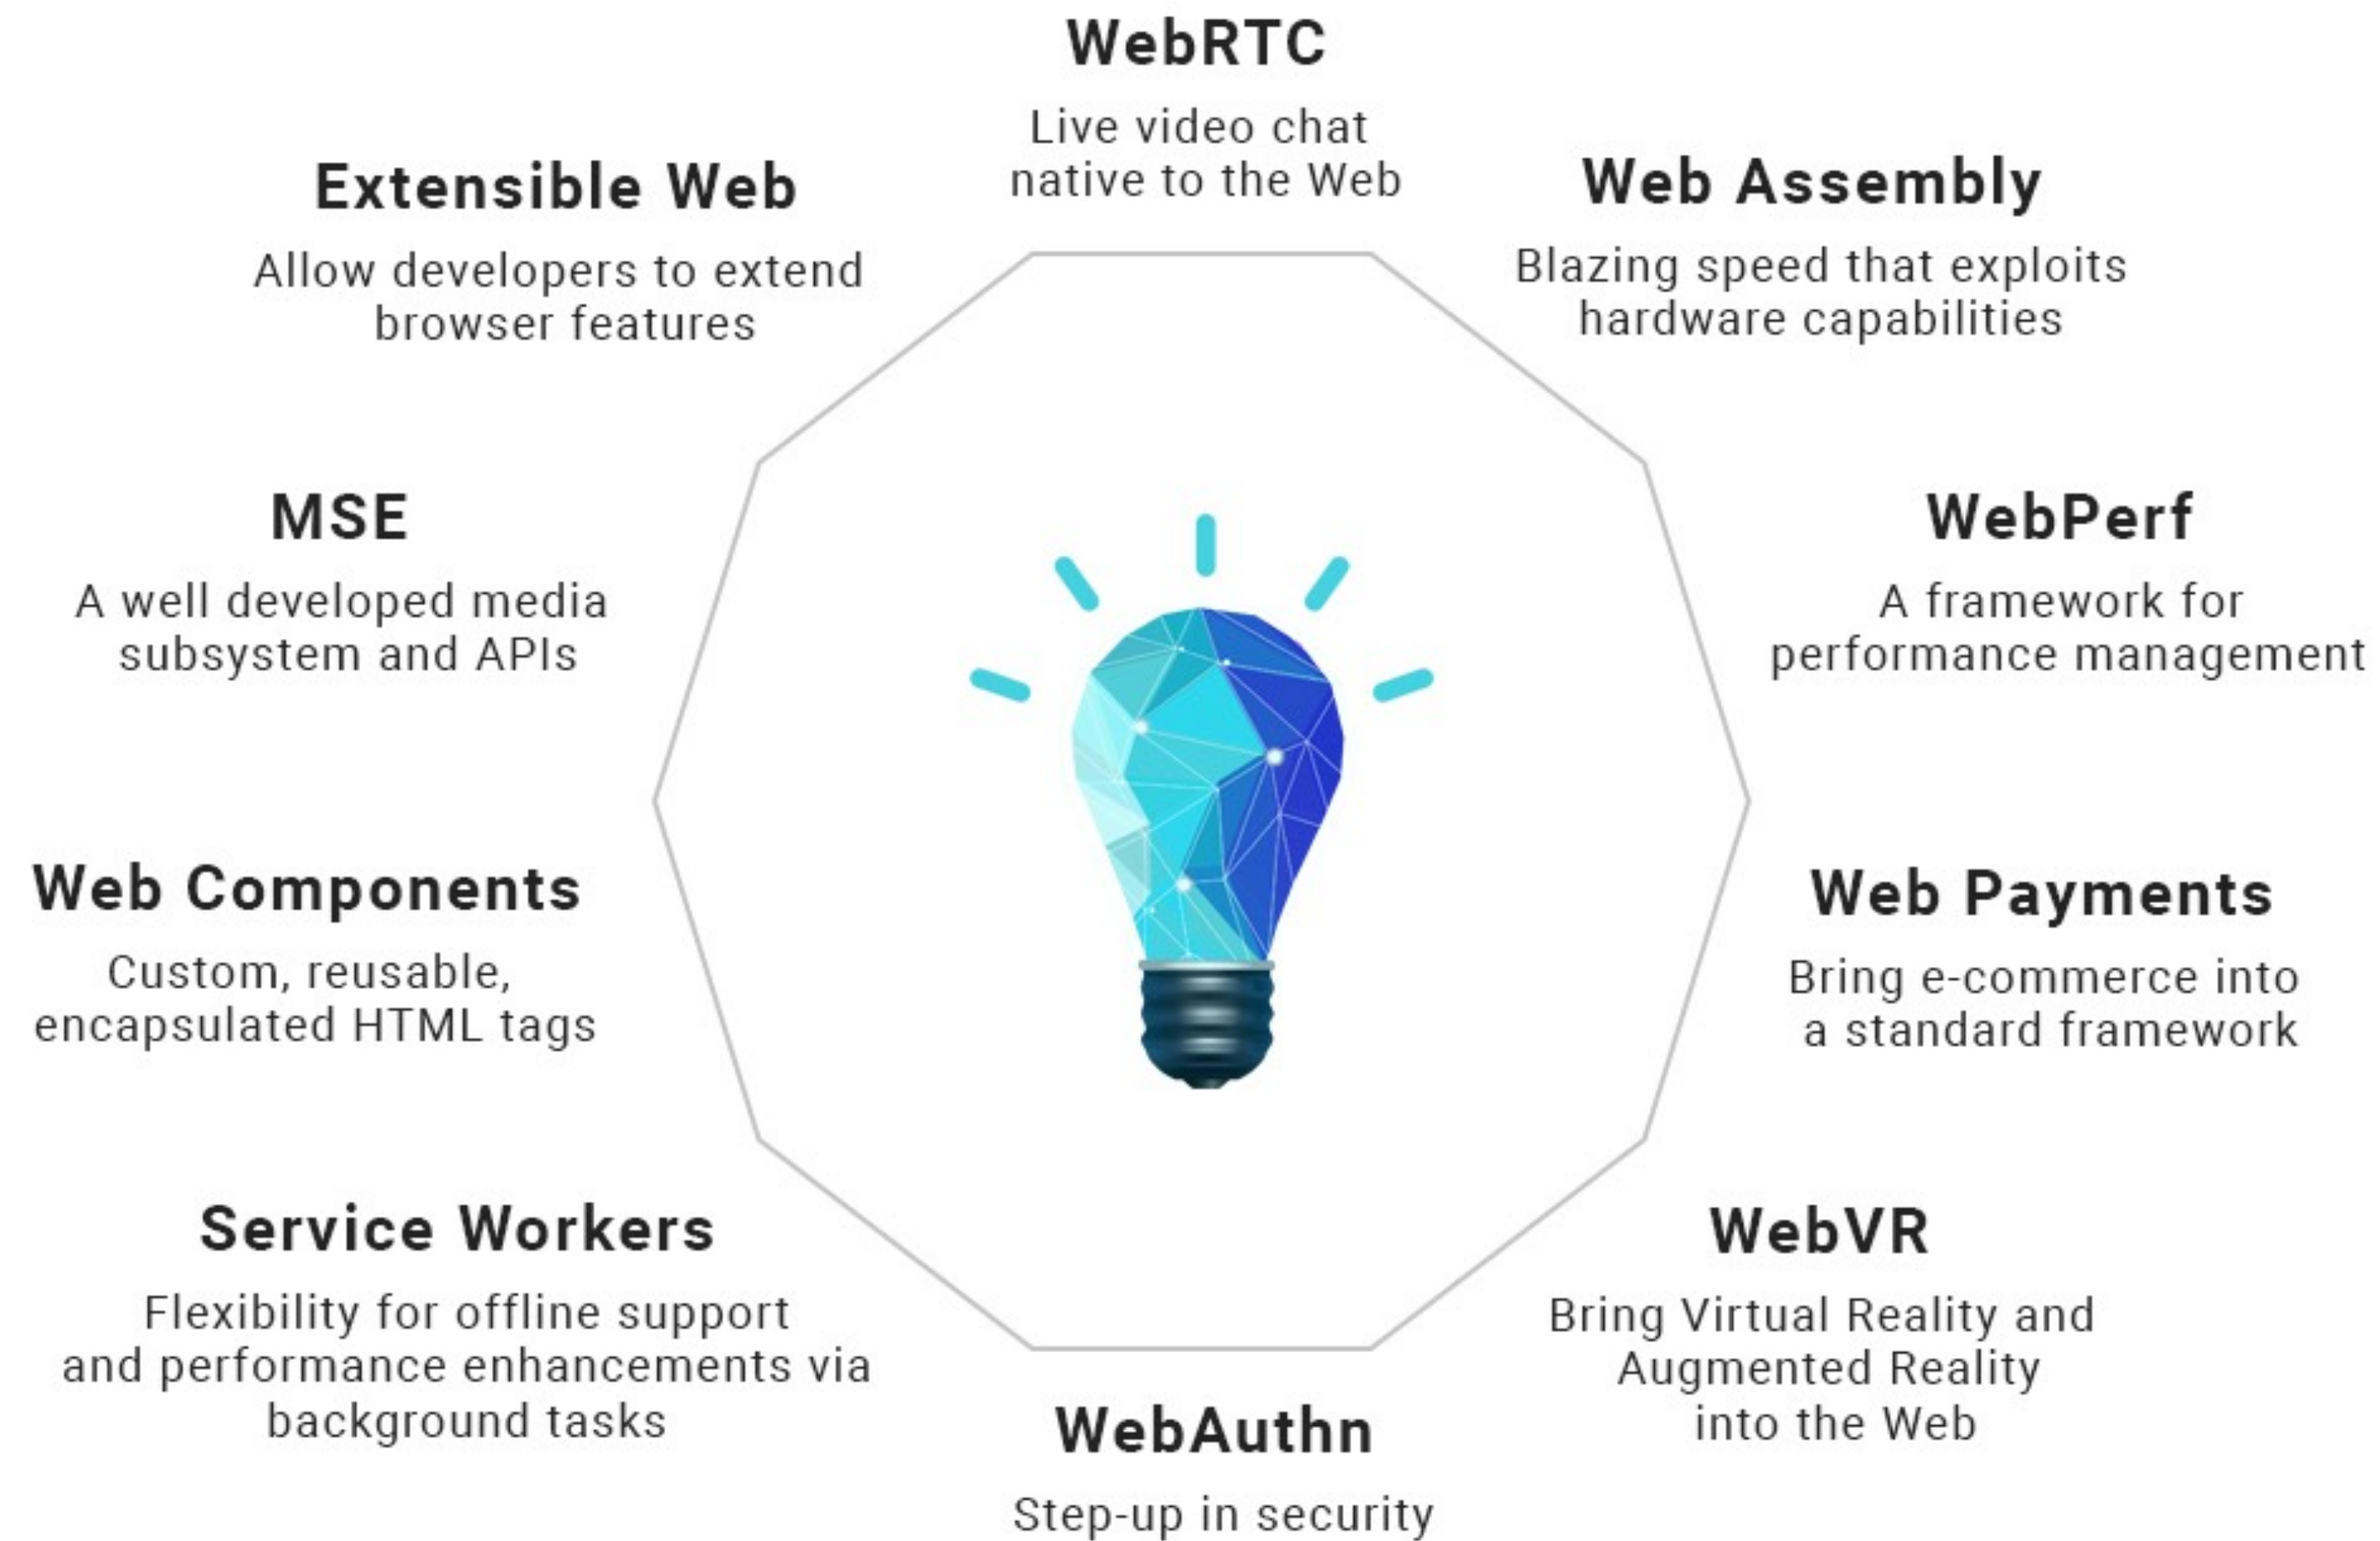 WebRTC
Live video chat
native to the Web
Web Assembly
Blazing speed that exploits
hardware capabilities
WebPerf
A framework for
performance management
Web Payments
Bring e-commerce into
a standard framework
WebVR
Bring Virtual Reality and
Augmented Reality
into the Web
WebAuthn
Step-up in security
Service Workers
Flexibility for offline support
and performance enhancements via
background tasks
Web Components
Custom, reusable,
encapsulated HTML tags
MSE
A well developed media
subsystem and APIs
Extensible Web
Allow developers to extend
browser features